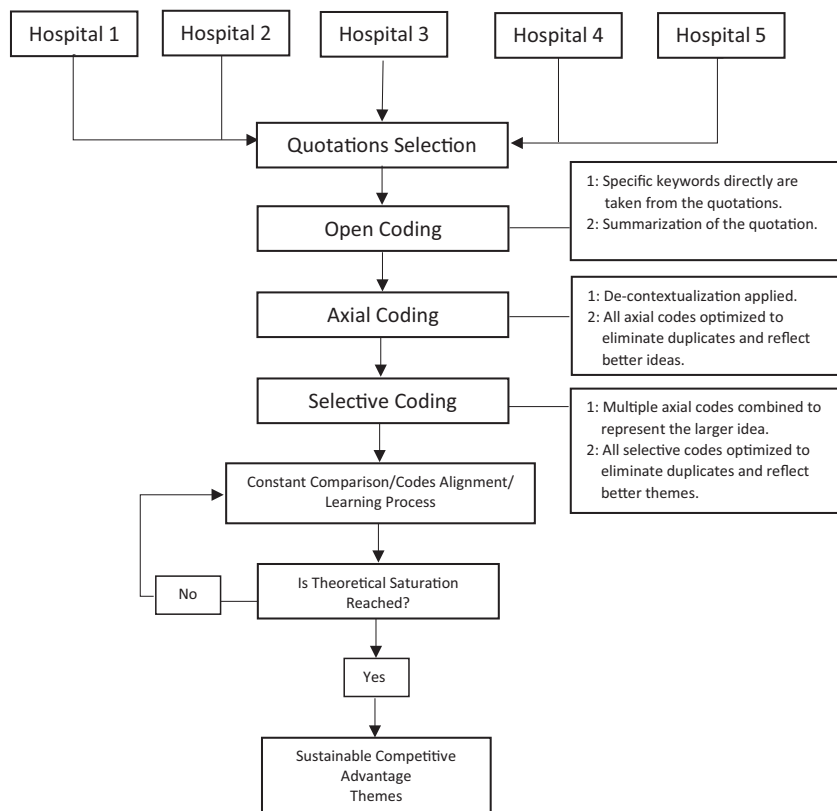 Hospital 1
Hospital 2
Hospital 3
Hospital 4
Hospital 5
Quotations Selection
1: Specific keywords directly are
taken from the quotations.
2: Summarization of the quotation.
Open Coding
1: De-contextualization applied.
2: All axial codes optimized to
eliminate duplicates and reflect
better ideas.
Axial Coding
Selective Coding
1: Multiple axial codes combined to
represent the larger idea.
2: All selective codes optimized to
eliminate duplicates and reflect
better themes.
Constant Comparison/Codes Alignment/
Learning Process
Is Theoretical Saturation
Reached?
No
Yes
Sustainable Competitive
Advantage
Themes